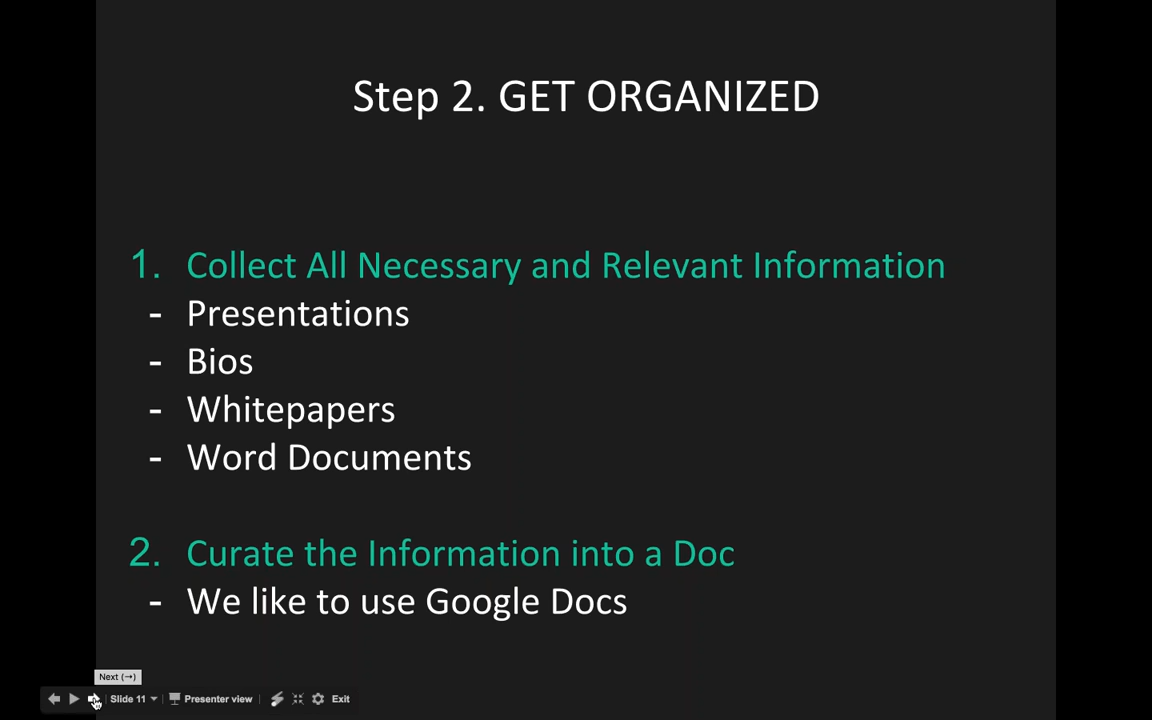 Step 2. GET ORGANIZED
1. Collect All Necessary and Relevant Information
- Presentations
- Bios
- Whitepapers
- Word Documents
2. Curate the Information into a Doc
- We like to use Google Docs
Next (→)
Slide 11
Presenter view
Exit